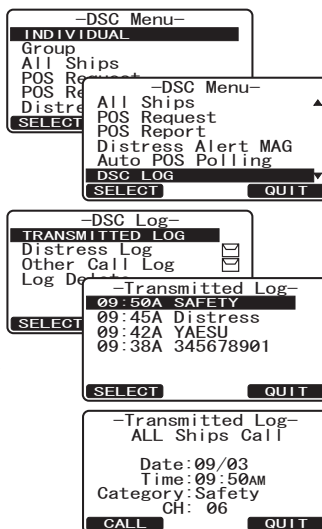 –DSC Menu–
INDIVIDUAL
Group
All Ships
POS Request
POS Re
Distre
SELECT
–DSC Menu–
All Ships
POS Request
POS Report
Distress Alert MAG
Auto POS Polling
DSC LOG
SELECT QUIT
–DSC Log–
TRANSMITTED LOG
Distress Log
Other Call Log
Log De
SELECT
–Transmitted Log–
09:50A SAFETY
09:45A Distress
09:42A YAESU
09:38A 345678901
SELECT QUIT
–Transmitted Log–
ALL Ships Call
Date:09/03
Time:09:50AM
Category:Safety
CH: 06
CALL QUIT